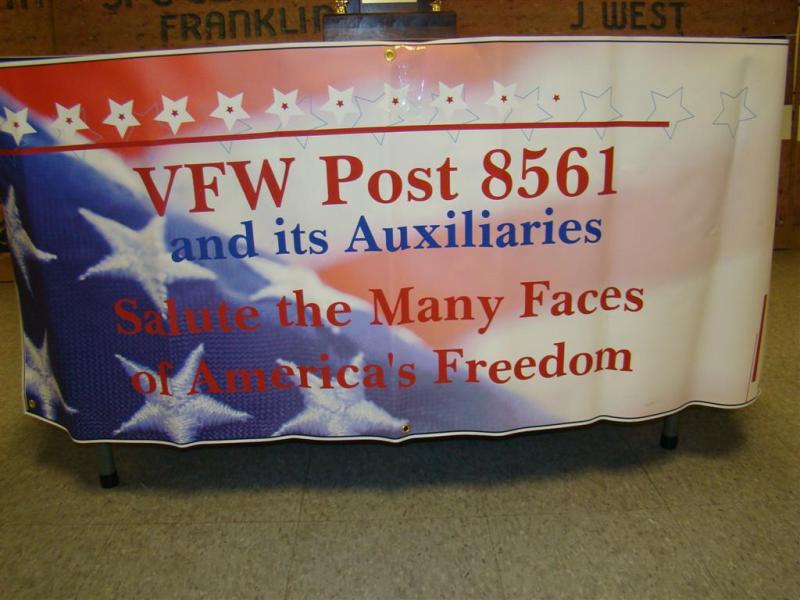 FRANKLIN
J WEST
VFW Post 8561
and its Auxiliaries
Salute the Many Faces
of America's Freedom